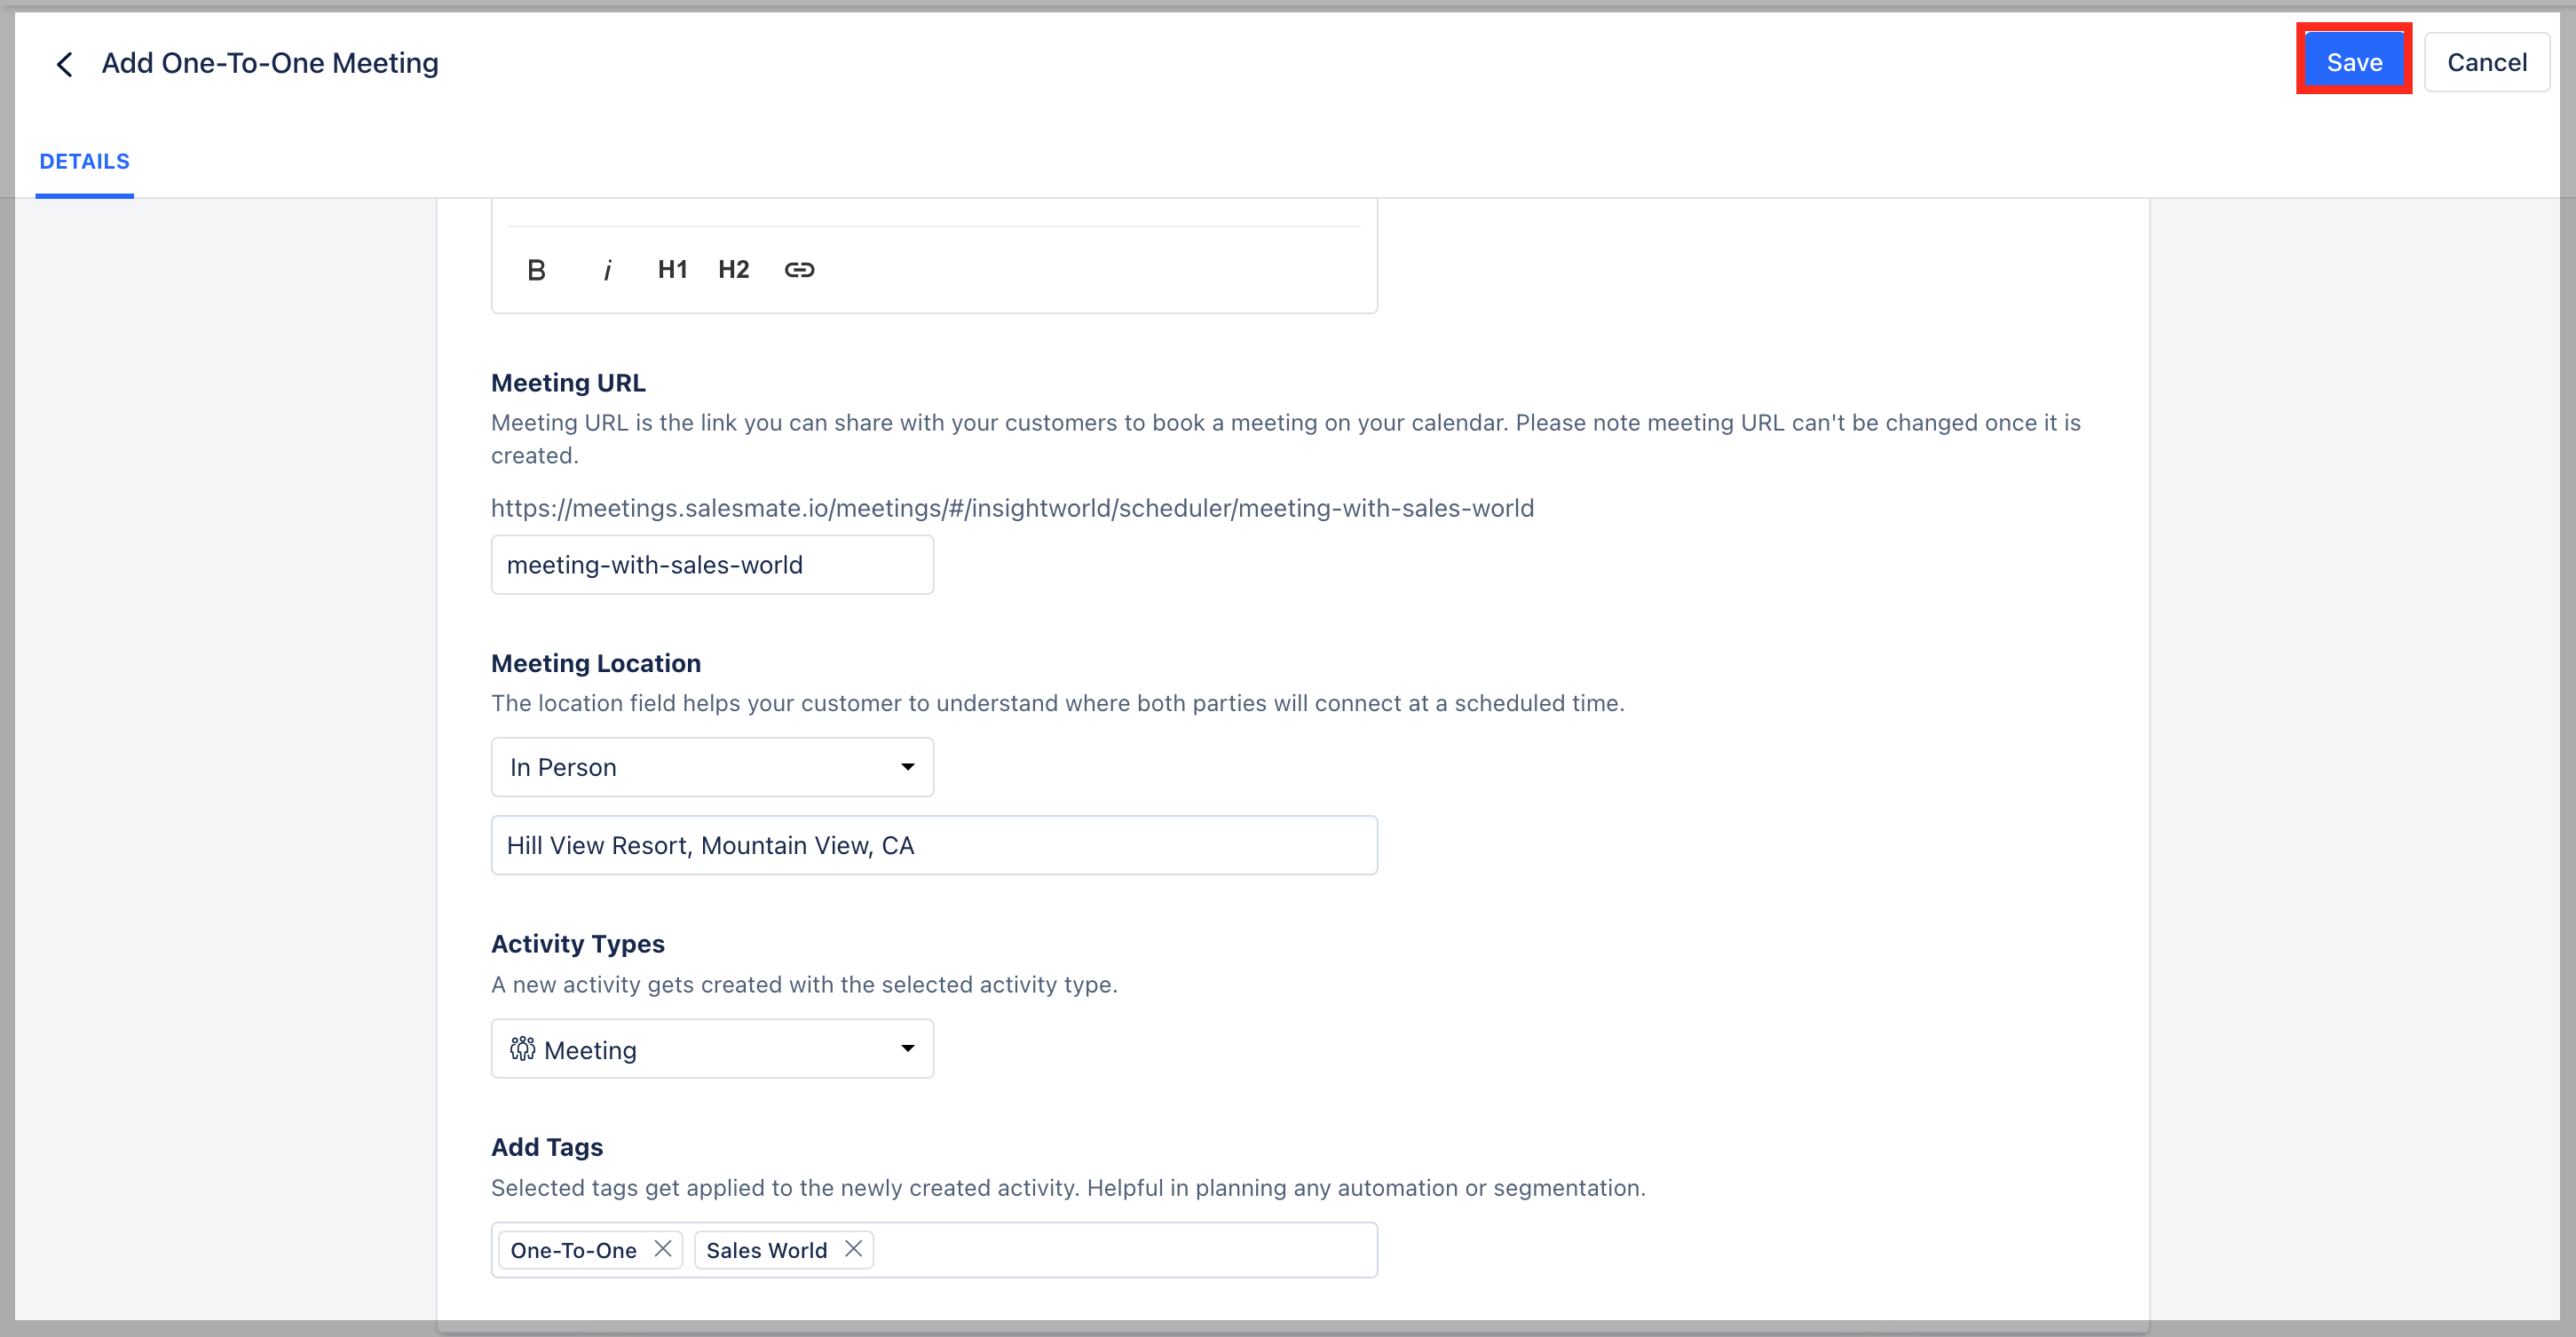 Add One-To-One Meeting
Save
Cancel
DETAILS
B
i
H1
H2
Meeting URL
Meeting URL is the link you can share with your customers to book a meeting on your calendar. Please note meeting URL can't be changed once it is
created.
https://meetings.salesmate.io/meetings/#/insightworld/scheduler/meeting-with-sales-world
meeting-with-sales-world
Meeting Location
The location field helps your customer to understand where both parties will connect at a scheduled time.
In Person
Hill View Resort, Mountain View, CA
Activity Types
A new activity gets created with the selected activity type.
Meeting
Add Tags
Selected tags get applied to the newly created activity. Helpful in planning any automation or segmentation.
One-To-One
Sales World